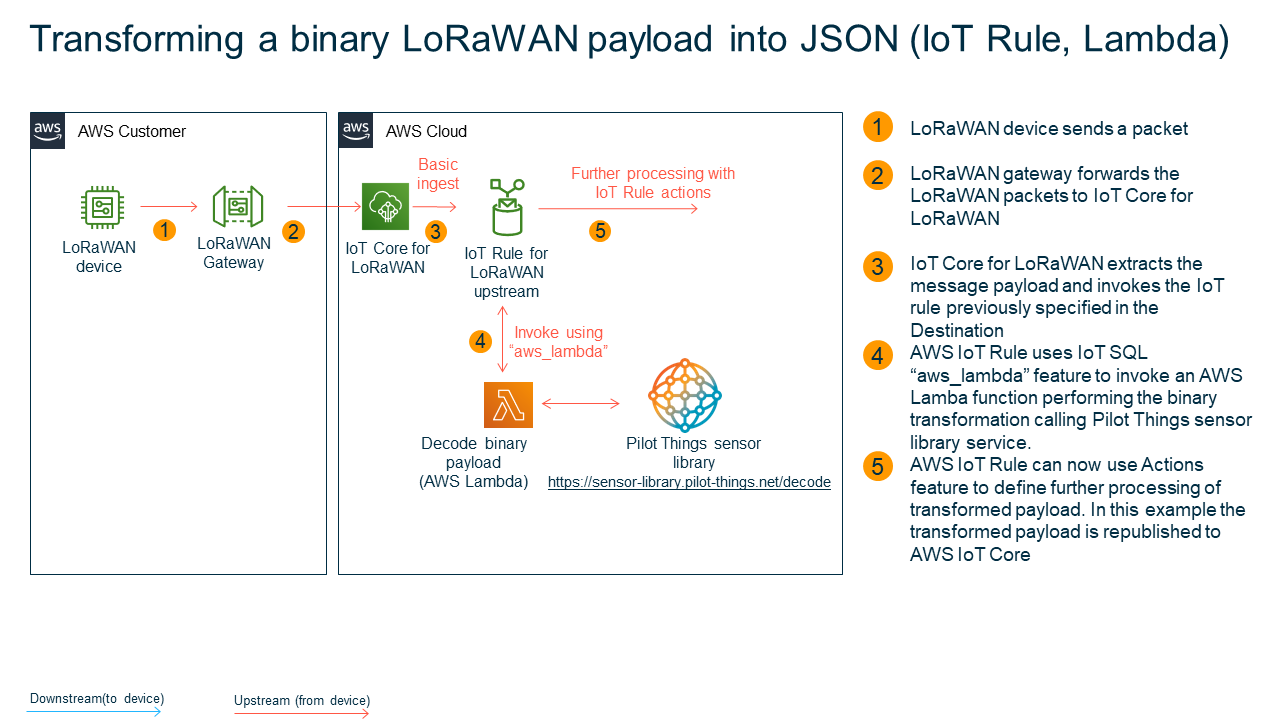 Transforming a binary LoRaWAN payload into JSON (IoT Rule, Lambda)
aws
AWS Customer
LoRaWAN
device
1
LoRaWAN
Gateway
2
aws
AWS Cloud
IoT Core for
LoRaWAN
Basic
ingest
3
IoT Rule for
LoRaWAN
upstream
Further processing with
IoT Rule actions
5
4
Invoke using
“aws_lambda”
Decode binary
payload
(AWS Lambda)
Pilot Things sensor
library
https://sensor-library.pilot-things.net/decode
1
LoRaWAN device sends a packet
2
LoRaWAN gateway forwards the
LoRaWAN packets to IoT Core for
LoRaWAN
3
IoT Core for LoRaWAN extracts the
message payload and invokes the IoT
rule previously specified in the
Destination
4
AWS IoT Rule uses IoT SQL
“aws_lambda” feature to invoke an AWS
Lamba function performing the binary
transformation calling Pilot Things sensor
library service.
5
AWS IoT Rule can now use Actions
feature to define further processing of
transformed payload. In this example the
transformed payload is republished to
AWS IoT Core
Downstream(to device)
Upstream (from device)